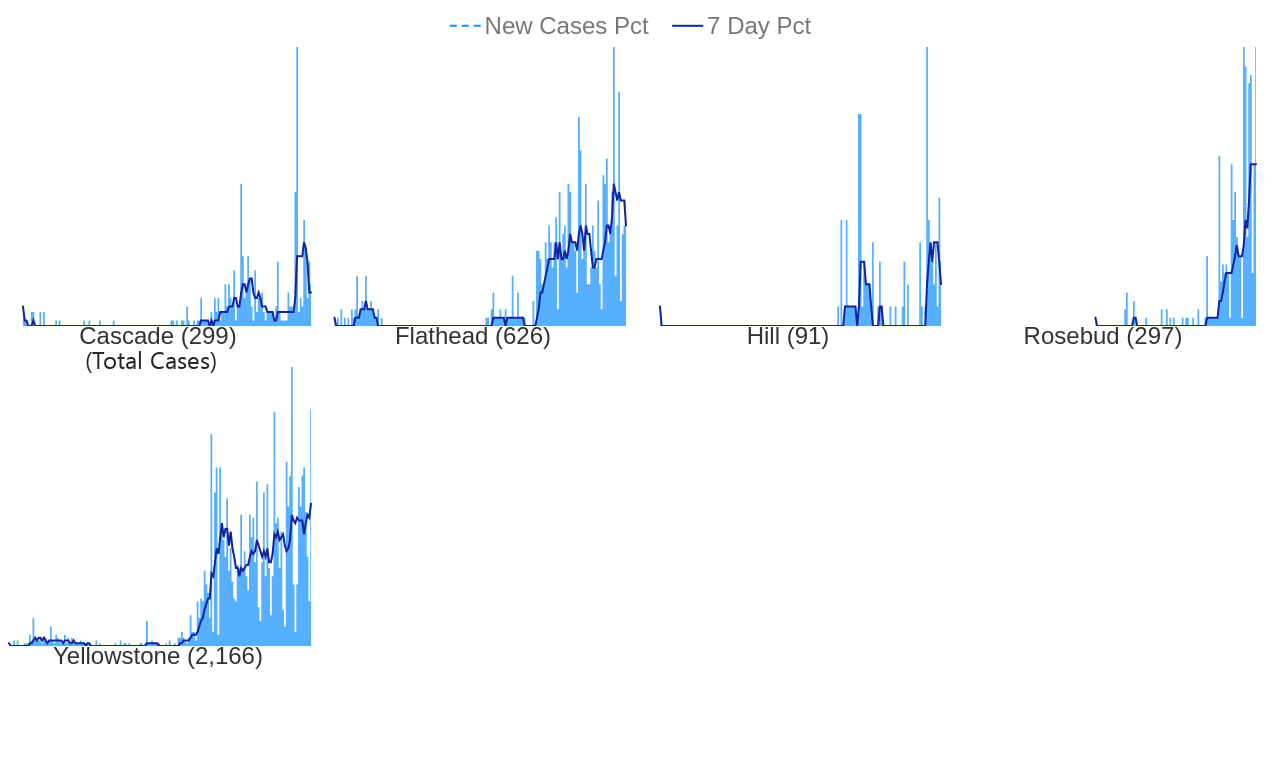 New Cases Pct 7 Day Pct
Cascade (299) Flathead (626) Hill (91) Rosebud (297)
(Total Cases)
Yellowstone (2,166)